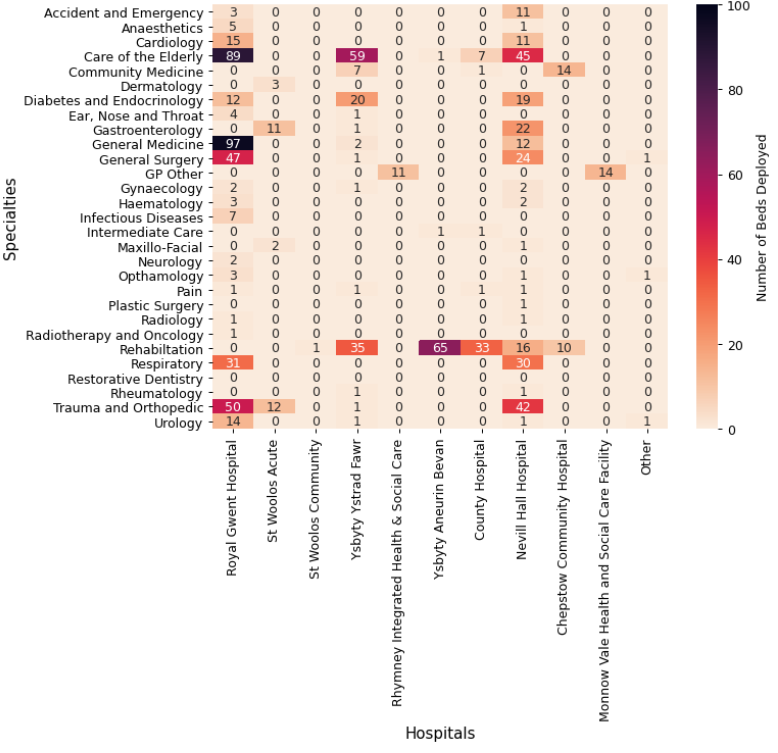 Accident and Emergency 3 0 0 0 0 0 0 11 0 0 0 100
Anaesthetics 5 0 0 0 0 0 0 1 0 0 0
Cardiology 15 0 0 0 0 0 0 11 0 0 0
Care of the Elderly 89 0 0 59 0 1 7 45 0 0 0
Community Medicine 0 0 0 7 0 0 1 0 14 0 0
Dermatology 0 3 0 0 0 0 0 0 0 0 0 80
Diabetes and Endocrinology 12 0 0 20 0 0 0 19 0 0 0
Ear, Nose and Throat 4 0 0 1 0 0 0 0 0 0 0
Gastroenterology 0 11 0 1 0 0 0 22 0 0 0
General Medicine 97 0 0 2 0 0 0 12 0 0 0
General Surgery 47 0 0 1 0 0 0 24 0 0 1
GP Other 0 0 0 0 11 0 0 0 0 14 0 60
Gynaecology 2 0 0 1 0 0 0 2 0 0 0
Haematology 3 0 0 0 0 0 0 2 0 0 0
Infectious Diseases 7 0 0 0 0 0 0 0 0 0 0
Intermediate Care 0 0 0 0 0 1 1 0 0 0 0
Maxillo-Facial 0 2 0 0 0 0 0 1 0 0 0
Neurology 2 0 0 0 0 0 0 0 0 0 0 40
Opthamology 3 0 0 0 0 0 0 1 0 0 1
Pain 1 0 0 1 0 0 1 1 0 0 0
Plastic Surgery 0 0 0 0 0 0 0 1 0 0 0
Radiology 1 0 0 0 0 0 0 1 0 0 0
Radiotherapy and Oncology 1 0 0 0 0 0 0 0 0 0 0
Rehabiltation 0 0 1 35 0 65 33 16 10 0 0 20
Respiratory 31 0 0 0 0 0 0 30 0 0 0
Restorative Dentistry 0 0 0 0 0 0 0 0 0 0 0
Rheumatology 0 0 0 1 0 0 0 1 0 0 0
Trauma and Orthopedic 50 12 0 1 0 0 0 42 0 0 0
Urology 14 0 0 1 0 0 0 1 0 0 1 0
Specialties
Number of Beds Deployed
Royal Gwent Hospital
St Woolos Acute
St Woolos Community
Ysbyty Ystrad Fawr
Rhymney Integrated Health & Social Care
Ysbyty Aneurin Bevan
County Hospital
Nevill Hall Hospital
Chepstow Community Hospital
Monnow Vale Health and Social Care Facility
Other
Hospitals